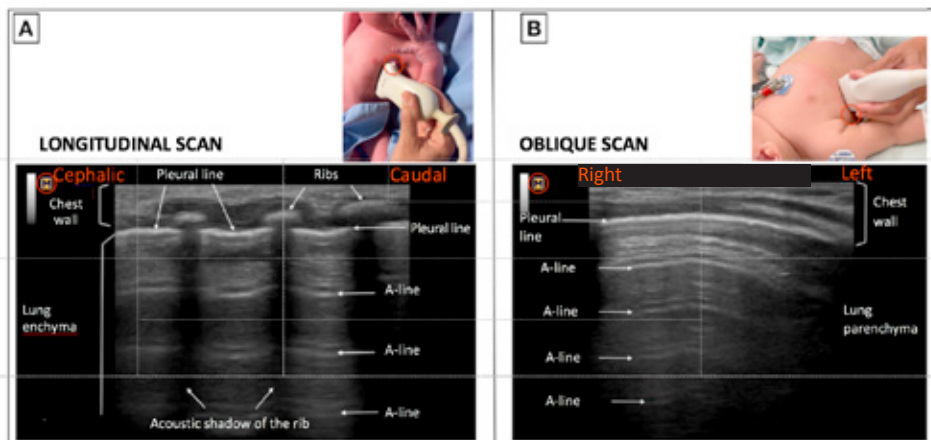 A
LONGITUDINAL SCAN
Cephalic
Pleural line
Ribs
Caudal
Chest
wall
Pleural line
A-line
Lung
enchyma
A-line
A-line
Acoustic shadow of the rib
B
OBLIQUE SCAN
Right
Left
Pleural
line
Chest
wall
A-line
A-line
Lung
parenchyma
A-line
A-line